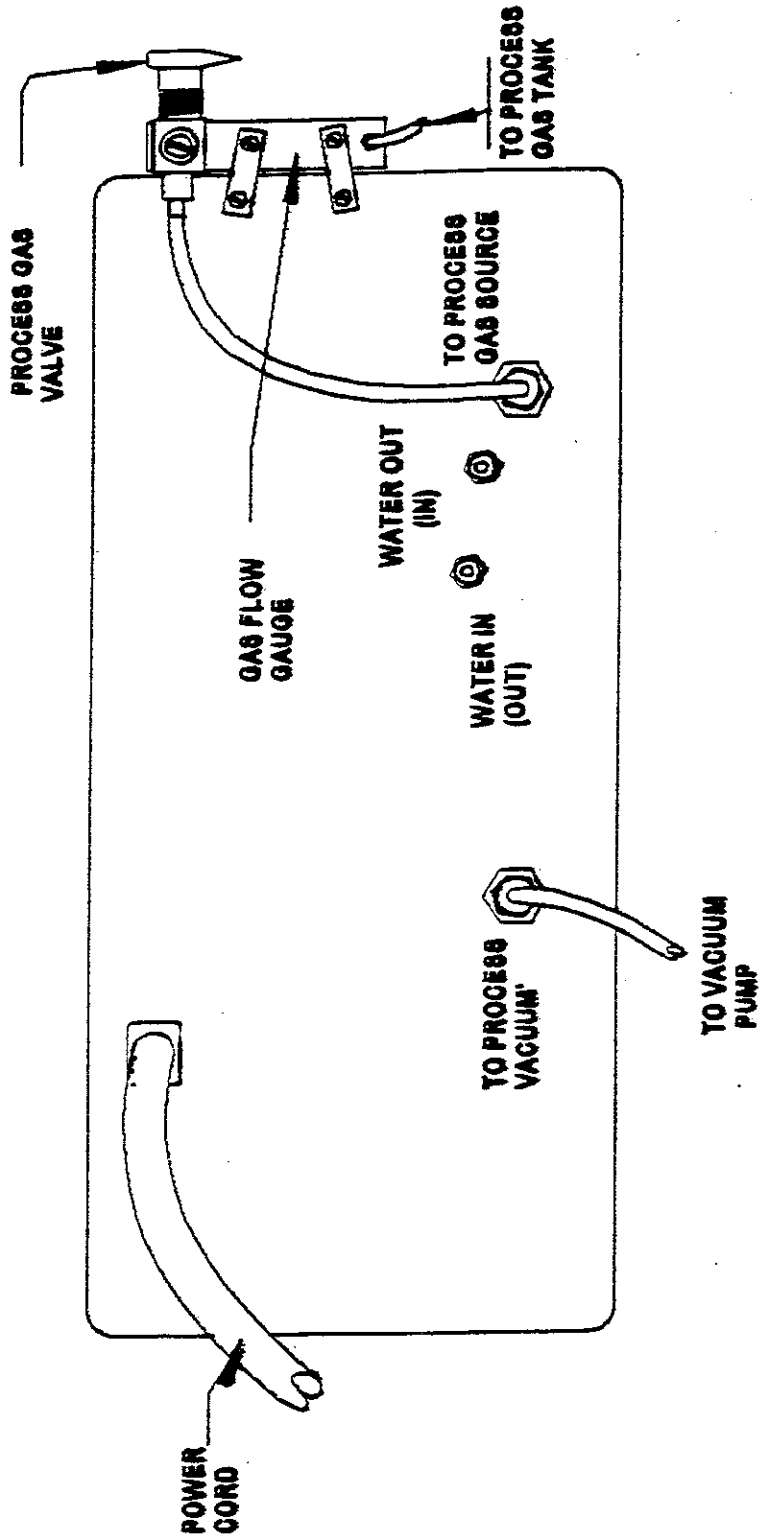 PROCESS GAS
VALVE
TO PROCESS
GAS TANK
TO PROCESS
GAS SOURCE
GAS FLOW
GAUGE
WATER OUT
(IN)
WATER IN
(OUT)
TO PROCESS
VACUUM'
TO VACUUM
PUMP
POWER
CORD